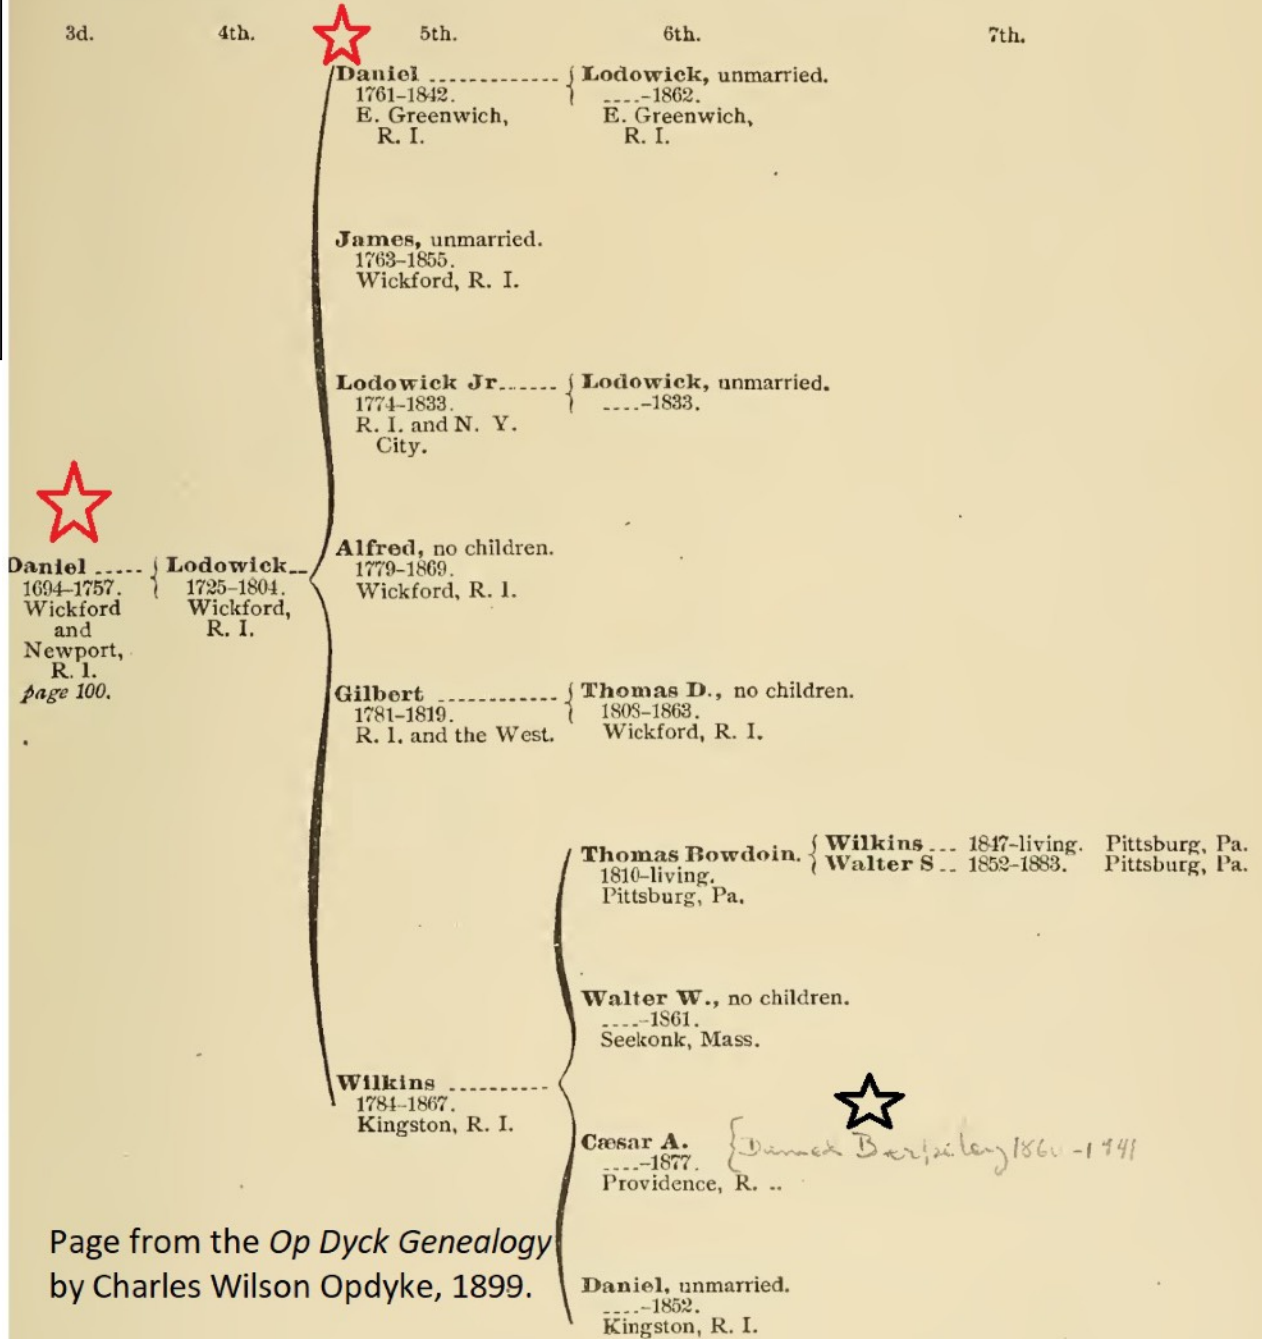 3d. 4th. 5th. 6th. 7th.
Daniel ............. { Lodowick, unmarried.
1761-1842. ....-1862.
E. Greenwich, E. Greenwich,
R. I. R. I.
James, unmarried.
1763-1855.
Wickford, R. I.
Lodowick Jr....... { Lodowick, unmarried.
1774-1833. ....-1833.
R. I. and N. Y.
City.
Alfred, no children.
1779-1869.
Wickford, R. I.
Daniel ..... { Lodowick..
1694-1757. 1725-1804.
Wickford Wickford,
and R. I.
Newport,
R. I.
page 100.
Gilbert ............ { Thomas D., no children.
1781-1819. 1808-1863.
R. I. and the West. Wickford, R. I.
Thomas Bowdoin. { Wilkins ... 1847-living. Pittsburg, Pa.
1810-living. Walter S .. 1852-1883. Pittsburg, Pa.
Pittsburg, Pa.
Walter W., no children.
....-1861.
Seekonk, Mass.
Wilkins ..........
1784-1867.
Kingston, R. I.
Cæsar A.
....-1877.
Providence, R. ..
Daniel, unmarried.
....-1852.
Kingston, R. I.
Page from the Op Dyck Genealogy
by Charles Wilson Opdyke, 1899.